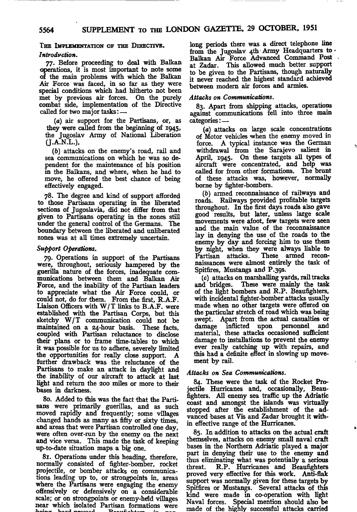 5564 SUPPLEMENT TO THE LONDON GAZETTE, 29 OCTOBER, 1951
THE IMPLEMENTATION OF THE DIRECTIVE.
Introduction.
77. Before proceeding to deal with Balkan
operations, it is most important to note some
of the main problems with which the Balkan
Air Force was faced, in so far as they were
special conditions which had hitherto not been
met by previous air forces. On the purely
combat side, implementation of the Directive
called for two major tasks:—
(a) air support for the Partisans, or, as
they were called from the beginning of 1945,
the Jugoslav Army of National Liberation
(J.A.N.L.),
(b) attacks on the enemy's road, rail and
sea communications on which he was so de-
pendent for the maintenance of his position
in the Balkans, and where, when he had to
move, he offered the best chance of being
effectively engaged.
78. The degree and kind of support afforded
to those Partisans operating in the liberated
sections of Jugoslavia, did not differ from that
given to Partisans operating in the zones still
under the general control of the Germans. The
boundary between the liberated and unliberated
zones was at all times extremely uncertain.
Support Operations.
79. Operations in support of the Partisans
were, throughout, seriously hampered by the
guerilla nature of the forces, inadequate com-
munications between them and Balkan Air
Force, and the inability of the Partisan leaders
to appreciate what the Air Force could, or
could not, do for them. From the first, R.A.F.
Liaison Officers with W/T links to B.A.F. were
established with the Partisan Corps, but this
sketchy W/T communication could not be
maintained on a 24-hour basis. These facts,
coupled with Partisan reluctance to disclose
their plans or to frame time-tables to which
it was possible for us to adhere, severely limited
the opportunities for really close support. A
further drawback was the reluctance of the
Partisans to make an attack in daylight and
the inability of our aircraft to attack at last
light and return the 200 miles or more to their
bases in darkness.
80. Added to this was the fact that the Parti-
sans were primarily guerillas, and as such
moved rapidly and frequently; some villages
changed hands as many as fifty or sixty times,
and areas that were Partisan controlled one day,
were often over-run by the enemy on the next
and vice versa. This made the task of keeping
up-to-date situation maps a big one.
81. Operations under this heading, therefore,
normally consisted of fighter-bomber, rocket
projectile, or bomber attacks on communica-
tions leading up to, or strongpoints in, areas
where the Partisans were engaging the enemy
offensively or defensively on a considerable
scale; or on strongpoints or enemy-held villages
near which isolated Partisan formations were
long periods there was a direct telephone line
from the Jugoslav 4th Army Headquarters to
Balkan Air Force Advanced Command Post
at Zadar. This allowed much better support
to be given to the Partisans, though naturally
it never reached the highest standard achieved
between modern air forces and armies.
Attacks on Communications.
83. Apart from shipping attacks, operations
against communications fell into three main
categories:—
(a) attacks on large scale concentrations
of Motor vehicles when the enemy moved in
force. A typical instance was the German
withdrawal from the Sarajevo salient in
April, 1945. On these targets all types of
aircraft were concentrated, and help was
called for from other formations. The brunt
of these attacks was, however, normally
borne by fighter-bombers.
(b) armed reconnaissance of railways and
roads. Railways provided profitable targets
throughout. In the first days roads also gave
good results, but later, unless large scale
movements were afoot, few targets were seen
and the main value of the reconnaissance
lay in denying the use of the roads to the
enemy by day and forcing him to use them
by night, when they were always liable to
Partisan attacks. These armed recon-
naissances were almost entirely the task of
Spitfires, Mustangs and P.39s.
(c) attacks on marshalling yards, rail tracks
and bridges. These were mainly the task
of the light bombers and R.P. Beaufighters,
with incidental fighter-bomber attacks usually
made when no other targets were offered on
the particular stretch of road which was being
swept. Apart from the actual casualties or
damage inflicted upon personnel and
material, these attacks occasioned sufficient
damage to installations to prevent the enemy
ever really catching up with repairs, and
this had a definite effect in slowing up move-
ment by rail.
Attacks on Sea Communications.
84. These were the task of the Rocket Pro-
jectile Hurricanes and, occasionally, Beau-
fighters. All enemy sea traffic up the Adriatic
coast and amongst the islands was virtually
stopped after the establishment of the ad-
vanced bases at Vis and Zadar brought it with-
in effective range of the Hurricanes.
85. In addition to attacks on the actual craft
themselves, attacks on enemy small naval craft
bases in the Northern Adriatic played a major
part in denying their use to the enemy and
thus eliminating what was potentially a serious
threat. R.P. Hurricanes and Beaufighters
proved very effective for this work. Anti-flak
support was normally given these targets by
Spitfires or Mustangs. Several attacks of this
kind were made in co-operation with light
Naval forces. Special mention should also be
made of the highly successful attacks carried